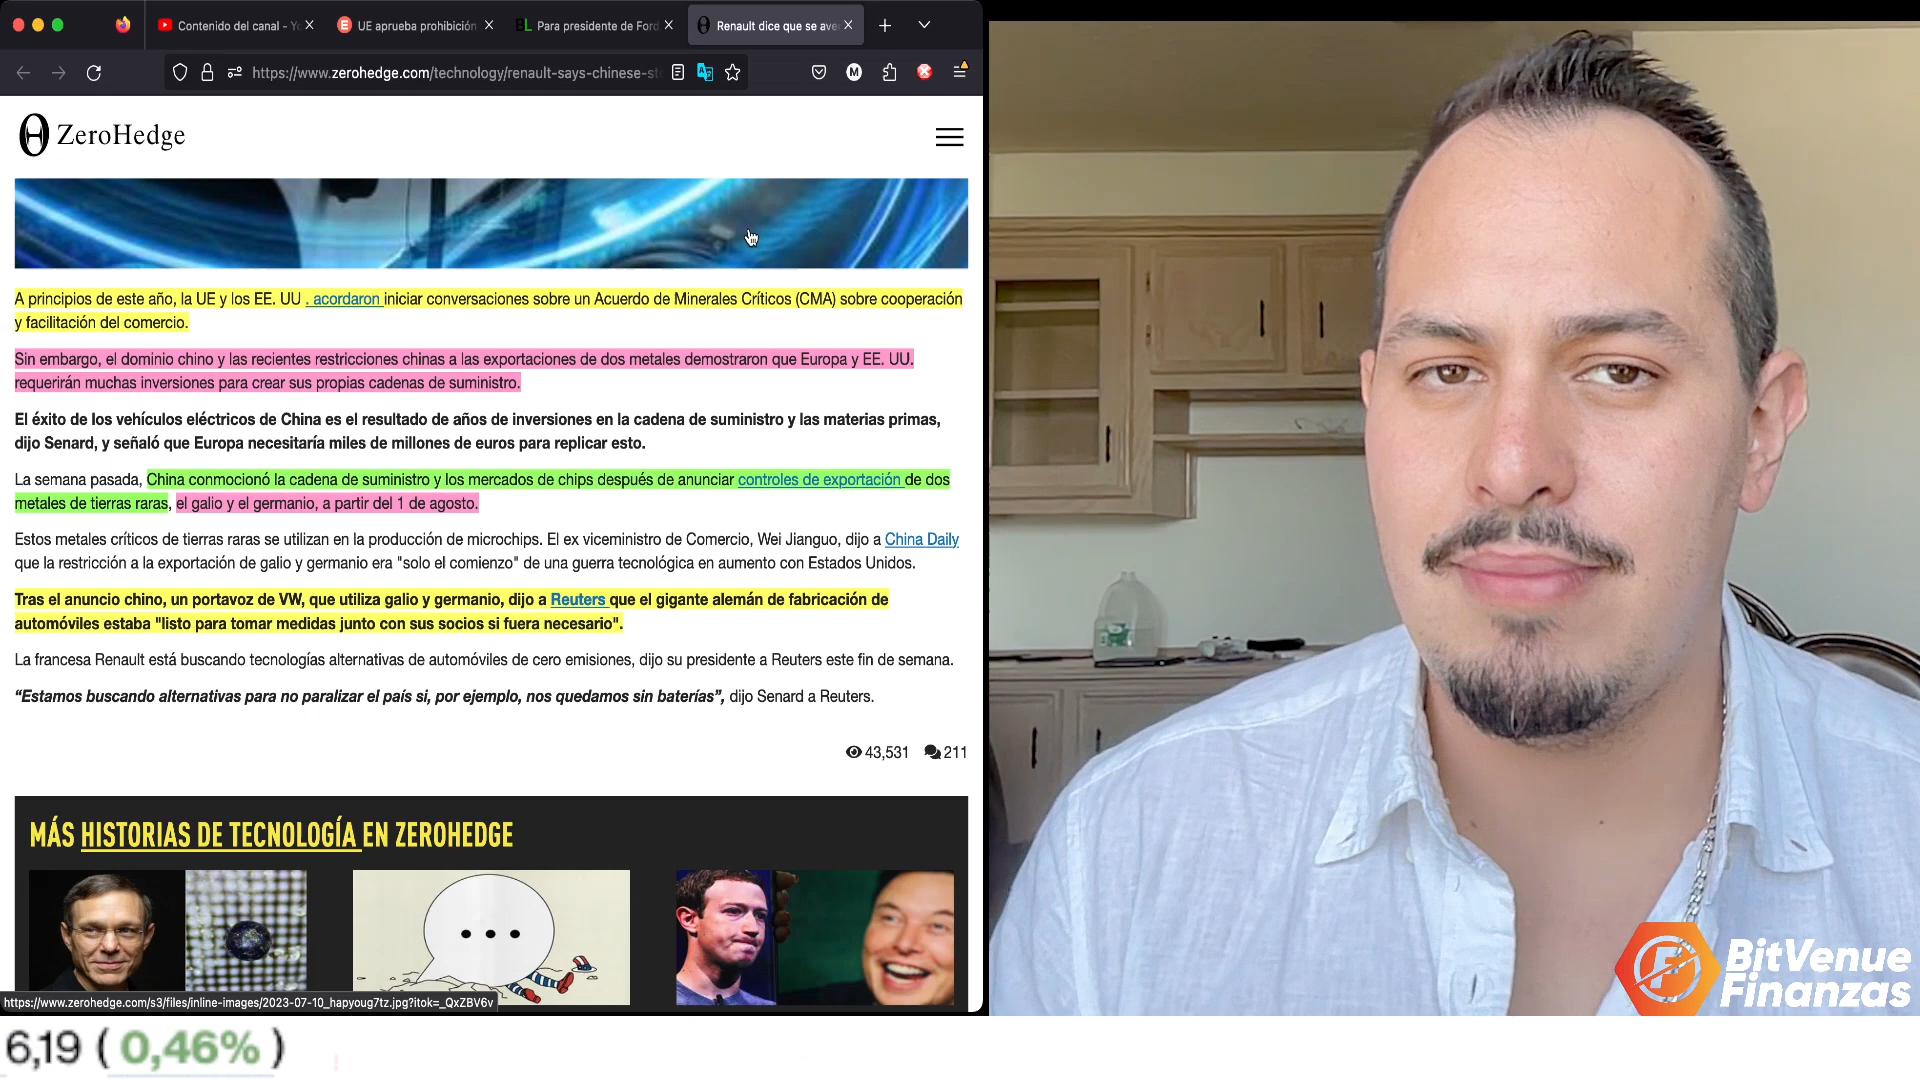 Contenido del canal - Yo
UE aprueba prohibición
BL Para presidente de Ford,
Renault dice que se ave
https://www.zerohedge.com/technology/renault-says-chinese-st
M
ZeroHedge
A principios de este año, la UE y los EE. UU . acordaron iniciar conversaciones sobre un Acuerdo de Minerales Críticos (CMA) sobre cooperación
y facilitación del comercio.
Sin embargo, el dominio chino y las recientes restricciones chinas a las exportaciones de dos metales demostraron que Europa y EE. UU.
requerirán muchas inversiones para crear sus propias cadenas de suministro.
El éxito de los vehículos eléctricos de China es el resultado de años de inversiones en la cadena de suministro y las materias primas,
dijo Senard, y señaló que Europa necesitaría miles de millones de euros para replicar esto.
La semana pasada, China conmocionó la cadena de suministro y los mercados de chips después de anunciar controles de exportación de dos
metales de tierras raras, el galio y el germanio, a partir del 1 de agosto.
Estos metales críticos de tierras raras se utilizan en la producción de microchips. El ex viceministro de Comercio, Wei Jianguo, dijo a China Daily
que la restricción a la exportación de galio y germanio era "solo el comienzo" de una guerra tecnológica en aumento con Estados Unidos.
Tras el anuncio chino, un portavoz de VW, que utiliza galio y germanio, dijo a Reuters que el gigante alemán de fabricación de
automóviles estaba "listo para tomar medidas junto con sus socios si fuera necesario".
La francesa Renault está buscando tecnologías alternativas de automóviles de cero emisiones, dijo su presidente a Reuters este fin de semana.
“Estamos buscando alternativas para no paralizar el país si, por ejemplo, nos quedamos sin baterías”, dijo Senard a Reuters.
43,531 211
MÁS HISTORIAS DE TECNOLOGÍA EN ZEROHEDGE
https://www.zerohedge.com/s3/files/inline-images/2023-07-10_hapyoug7tz.jpg?itok=_QxZBV6v
BitVenue
Finanzas
6,19 ( 0,46% )